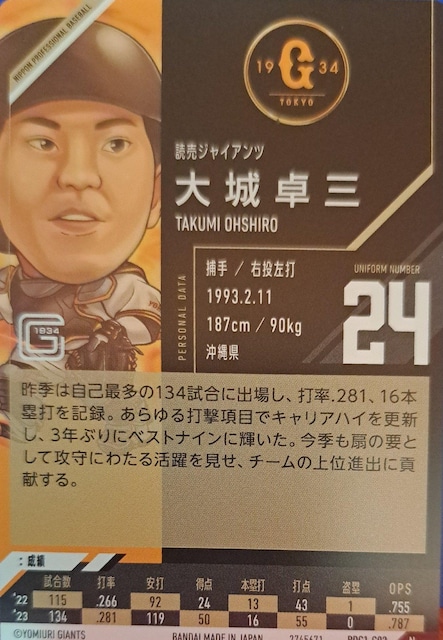 NIPPON PROFESSIONAL BASEBALL
19 G 34
TOKYO
読売ジャイアンツ
大城卓三
TAKUMI OHSHIRO
PERSONAL DATA
捕手 / 右投左打
1993.2.11
187cm / 90kg
沖縄県
UNIFORM NUMBER
24
1934
G
昨季は自己最多の134試合に出場し、打率.281、16本
塁打を記録。あらゆる打撃項目でキャリアハイを更新
し、3年ぶりにベストナインに輝いた。今季も扇の要と
して攻守にわたる活躍を見せ、チームの上位進出に貢
献する。
：成績
試合数 打率 安打 得点 本塁打 打点 盗塁 OPS
'22 115 .266 92 24 13 43 1 .755
'23 134 .281 119 50 16 55 0 .787
©YOMIURI GIANTS BANDAI MADE IN JAPAN N